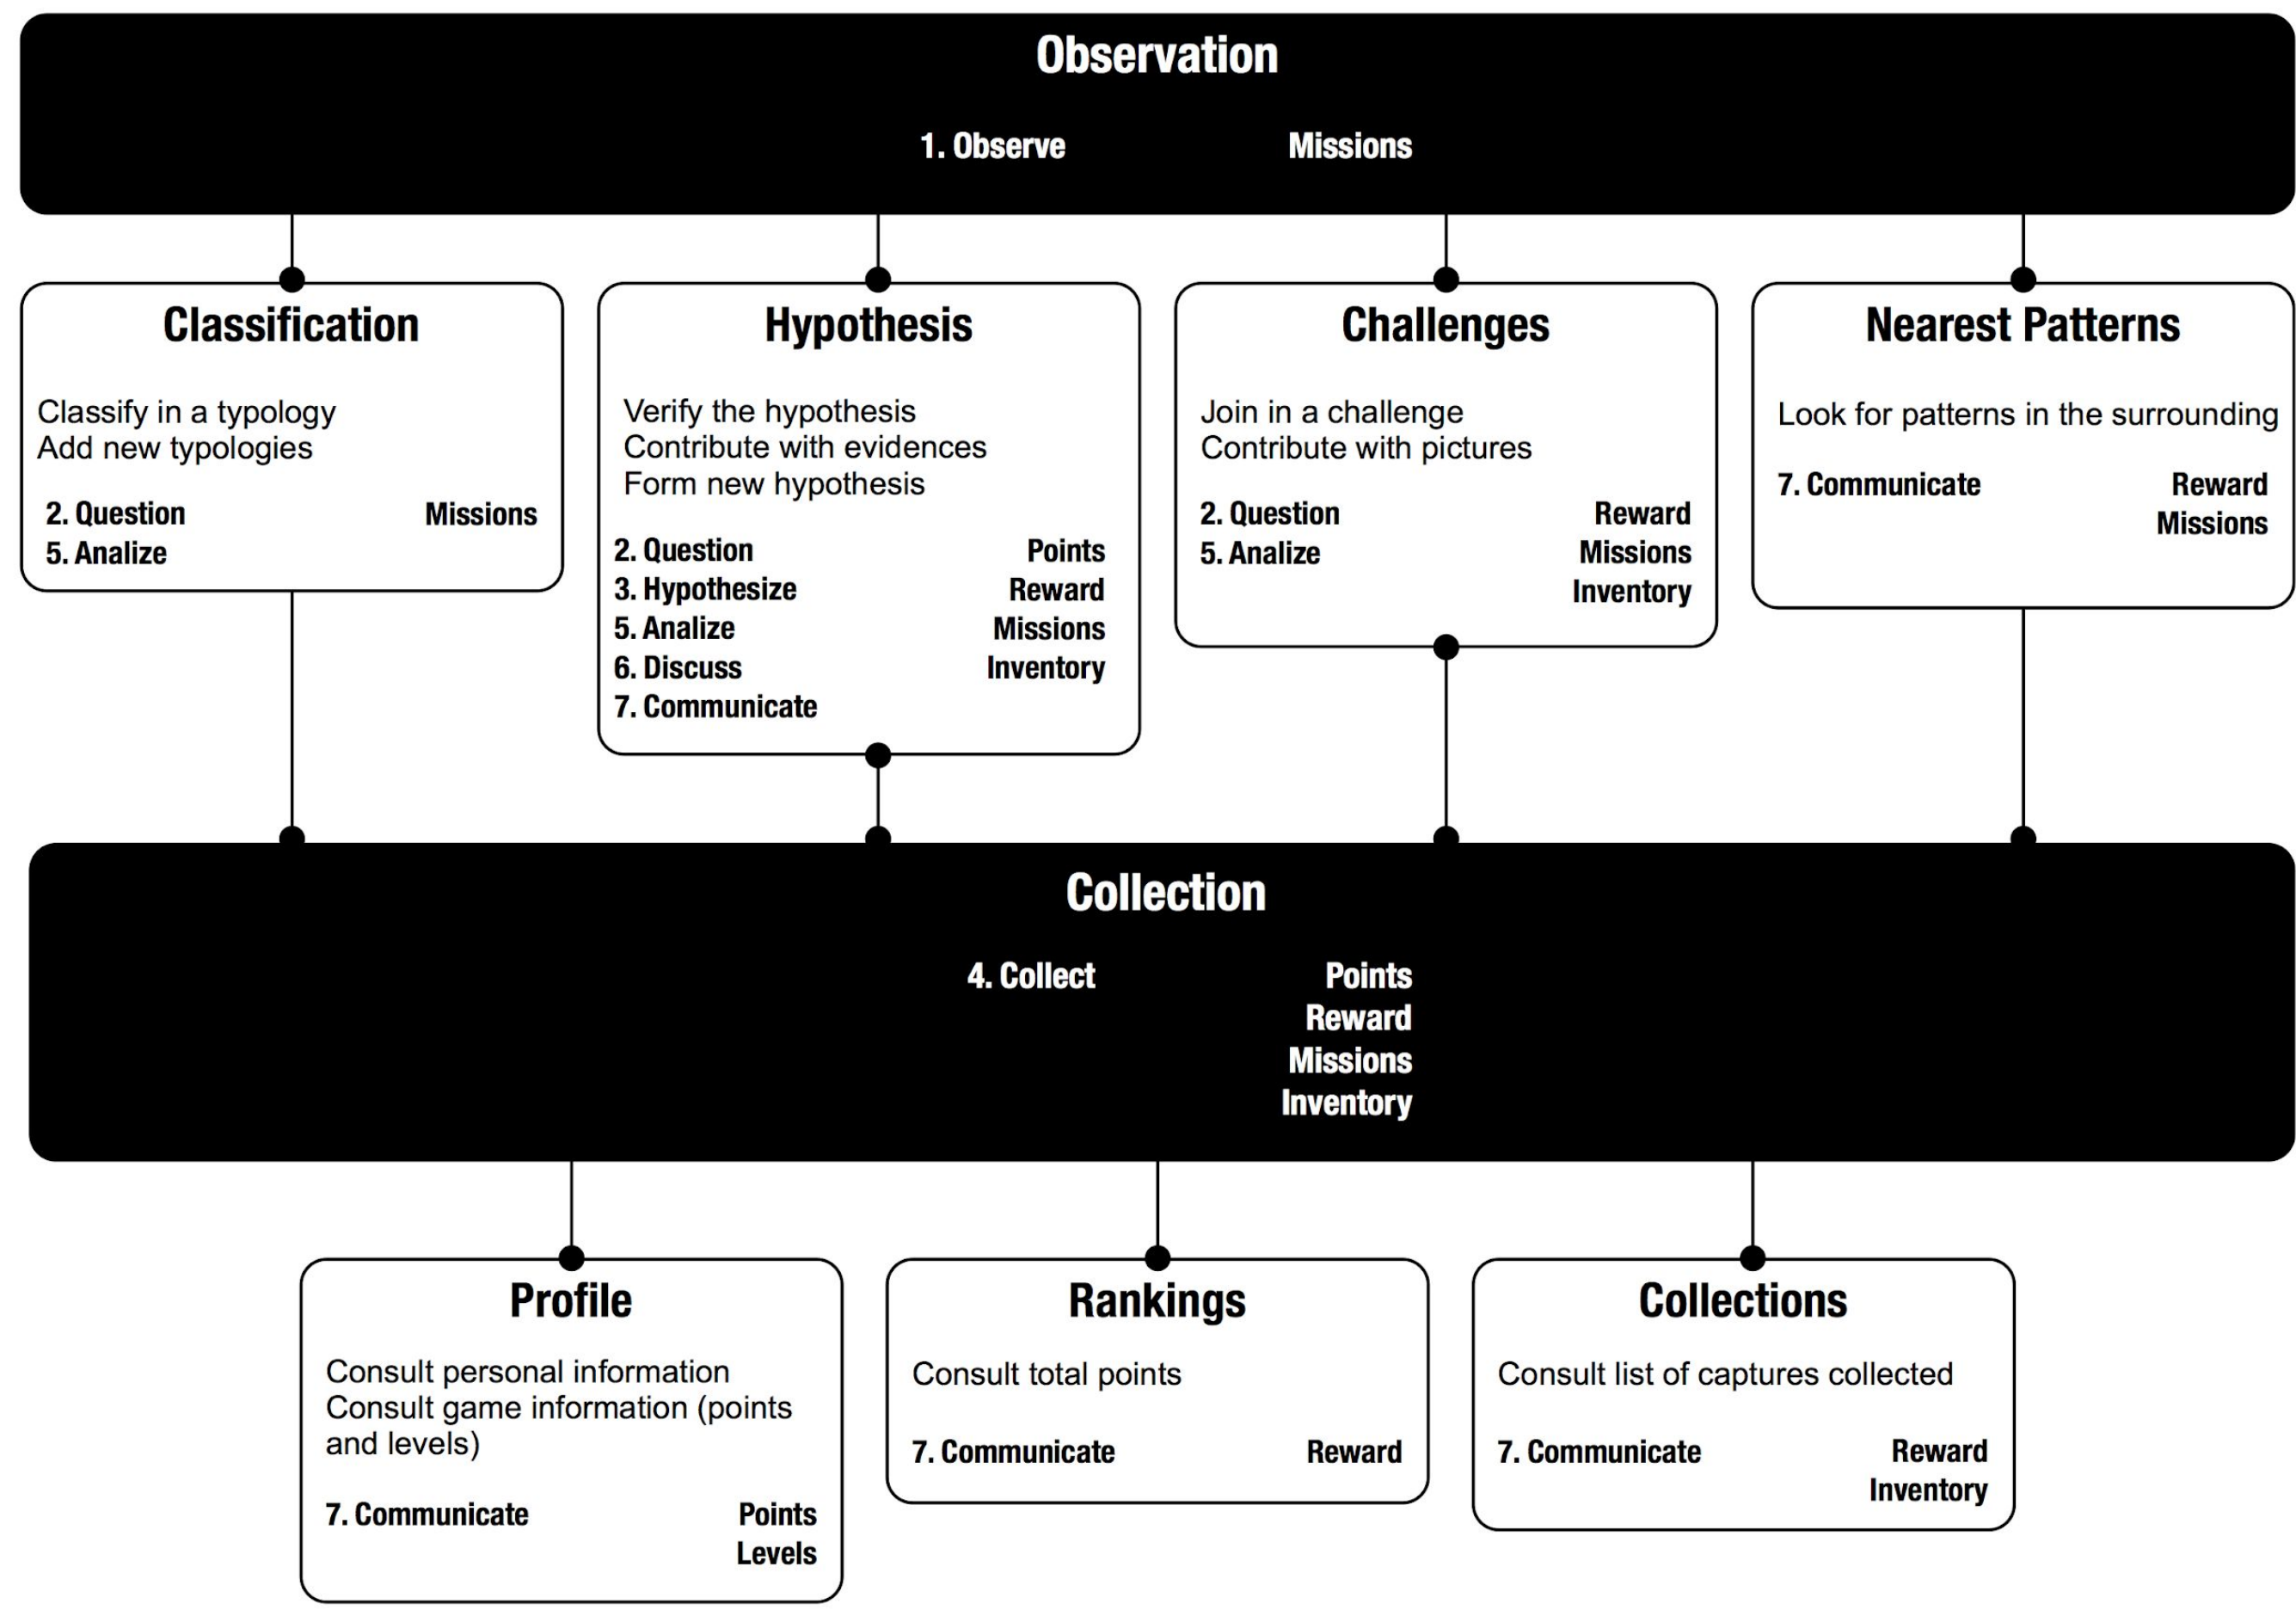 Observation
1. Observe Missions
Classification
Classify in a typology
Add new typologies
2. Question Missions
5. Analize
Hypothesis
Verify the hypothesis
Contribute with evidences
Form new hypothesis
2. Question Points
3. Hypothesize Reward
5. Analize Missions
6. Discuss Inventory
7. Communicate
Challenges
Join in a challenge
Contribute with pictures
2. Question Reward
5. Analize Missions
Inventory
Nearest Patterns
Look for patterns in the surrounding
7. Communicate Reward
Missions
Collection
4. Collect Points
Reward
Missions
Inventory
Profile
Consult personal information
Consult game information (points
and levels)
7. Communicate Points
Levels
Rankings
Consult total points
7. Communicate Reward
Collections
Consult list of captures collected
7. Communicate Reward
Inventory